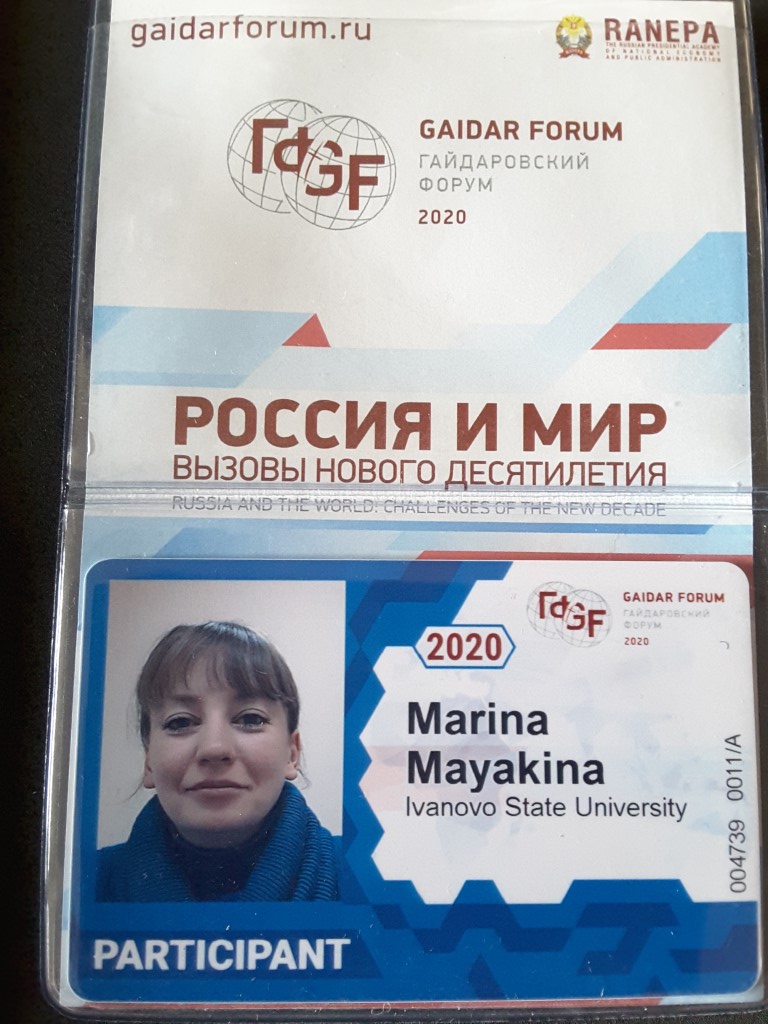 gaidarforum.ru
RANEPA
THE RUSSIAN PRESIDENTIAL ACADEMY
OF NATIONAL ECONOMY
AND PUBLIC ADMINISTRATION
ГфGF
GAIDAR FORUM
ГАЙДАРОВСКИЙ
ФОРУМ
2020
РОССИЯ И МИР
ВЫЗОВЫ НОВОГО ДЕСЯТИЛЕТИЯ
RUSSIA AND THE WORLD: CHALLENGES OF THE NEW DECADE
ГфGF
GAIDAR FORUM
ГАЙДАРОВСКИЙ
ФОРУМ
2020
2020
Marina
Mayakina
Ivanovo State University
004739 0011/A
PARTICIPANT